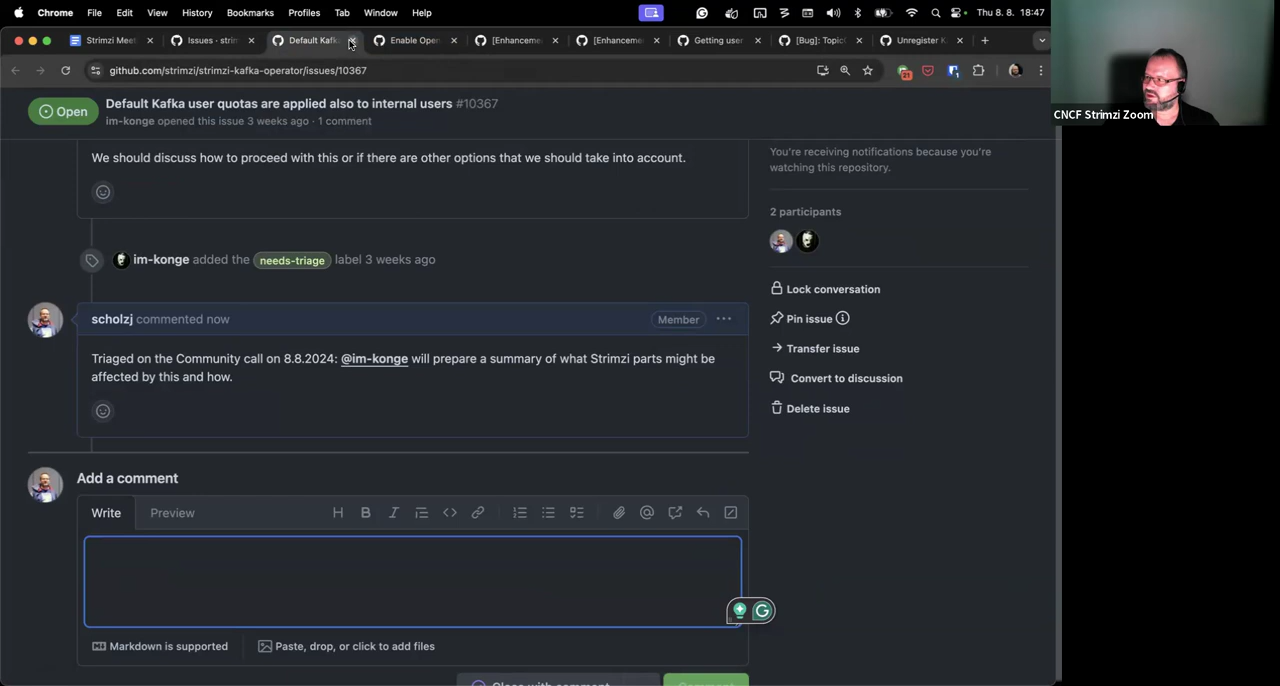 Chrome File Edit View History Bookmarks Profiles Tab Window Help Thu 8. 8. 18:47
Strimzi Meet Issues · strim Default Kafk Enable Open [Enhanceme [Enhanceme Getting user [Bug]: Topic Unregister K
github.com/strimzi/strimzi-kafka-operator/issues/10367
21
1
CNCF Strimzi Zoom
Open
Default Kafka user quotas are applied also to internal users #10367
im-konge opened this issue 3 weeks ago · 1 comment
We should discuss how to proceed with this or if there are other options that we should take into account.
im-konge added the needs-triage label 3 weeks ago
scholzj commented now
Member
Triaged on the Community call on 8.8.2024: @im-konge will prepare a summary of what Strimzi parts might be
affected by this and how.
Add a comment
Write Preview
Markdown is supported
Paste, drop, or click to add files
Close with comment
Comment
You're receiving notifications because you're
watching this repository.
2 participants
Lock conversation
Pin issue
Transfer issue
Convert to discussion
Delete issue